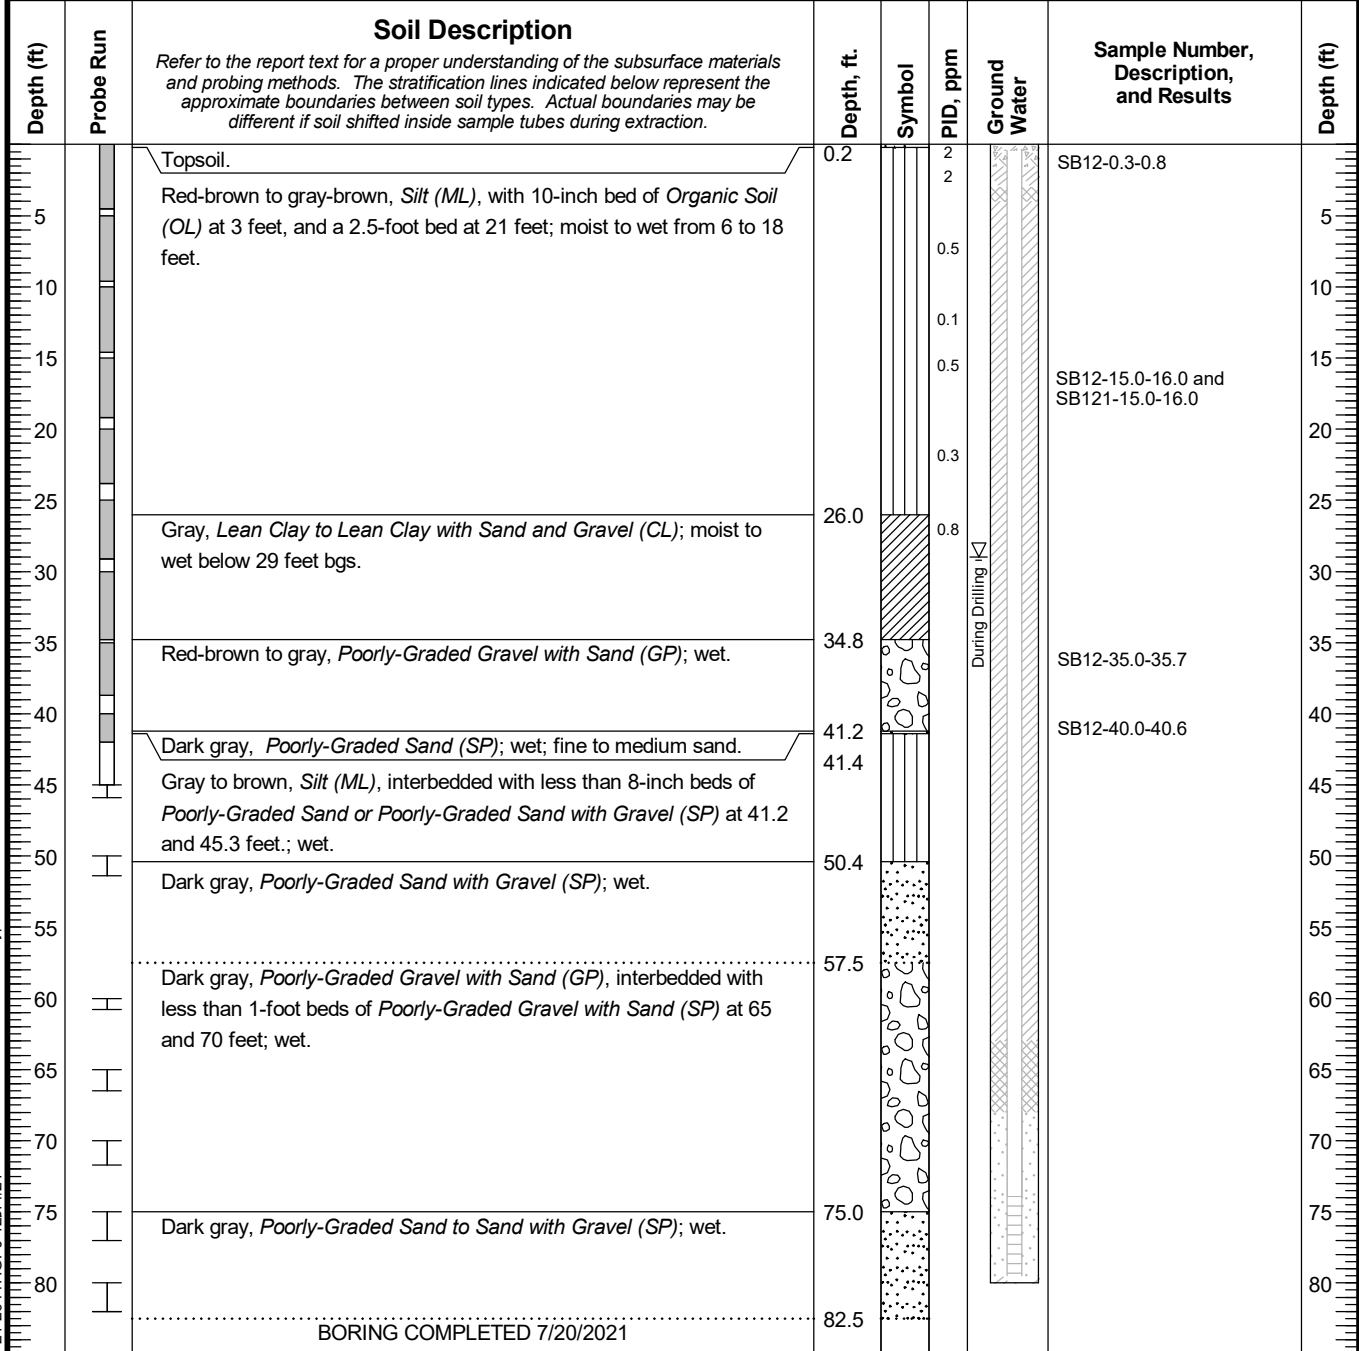 Depth (ft)
Probe Run
Soil Description
Refer to the report text for a proper understanding of the subsurface materials
and probing methods. The stratification lines indicated below represent the
approximate boundaries between soil types. Actual boundaries may be
different if soil shifted inside sample tubes during extraction.
Depth, ft.
Symbol
PID, ppm
Ground
Water
Sample Number,
Description,
and Results
Depth (ft)
Topsoil.
0.2
2
SB12-0.3-0.8
2
Red-brown to gray-brown, Silt (ML), with 10-inch bed of Organic Soil
(OL) at 3 feet, and a 2.5-foot bed at 21 feet; moist to wet from 6 to 18
feet.
5
5
0.5
10
10
0.1
15
0.5
15
SB12-15.0-16.0 and
SB121-15.0-16.0
20
20
0.3
25
25
26.0
Gray, Lean Clay to Lean Clay with Sand and Gravel (CL); moist to
wet below 29 feet bgs.
0.8
During Drilling
30
30
34.8
35
35
Red-brown to gray, Poorly-Graded Gravel with Sand (GP); wet.
SB12-35.0-35.7
40
40
41.2
SB12-40.0-40.6
Dark gray, Poorly-Graded Sand (SP); wet; fine to medium sand.
41.4
Gray to brown, Silt (ML), interbedded with less than 8-inch beds of
Poorly-Graded Sand or Poorly-Graded Sand with Gravel (SP) at 41.2
and 45.3 feet.; wet.
45
45
50
50.4
50
Dark gray, Poorly-Graded Sand with Gravel (SP); wet.
55
55
57.5
Dark gray, Poorly-Graded Gravel with Sand (GP), interbedded with
less than 1-foot beds of Poorly-Graded Gravel with Sand (SP) at 65
and 70 feet; wet.
60
60
65
65
70
70
75
75.0
75
Dark gray, Poorly-Graded Sand to Sand with Gravel (SP); wet.
80
80
82.5
BORING COMPLETED 7/20/2021